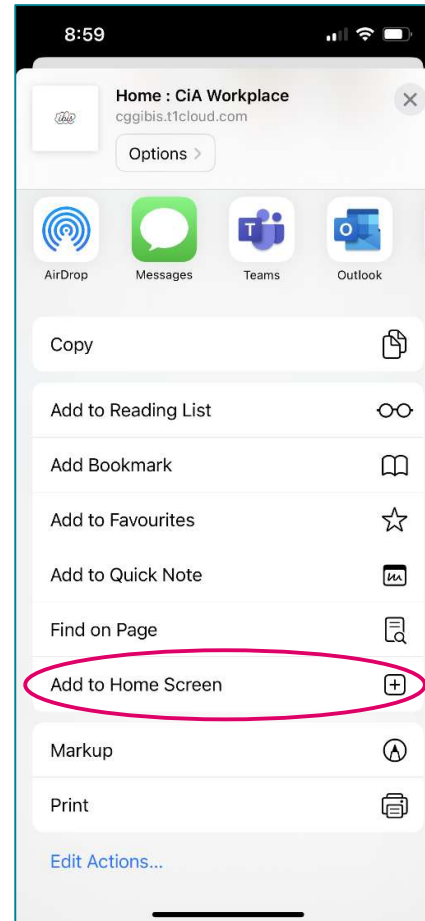 8:59
ibis
Home : CiA Workplace
cggibis.t1cloud.com
Options >
AirDrop
Messages
Teams
Outlook
Copy
Add to Reading List
Add Bookmark
Add to Favourites
Add to Quick Note
Find on Page
Add to Home Screen
Markup
Print
Edit Actions...